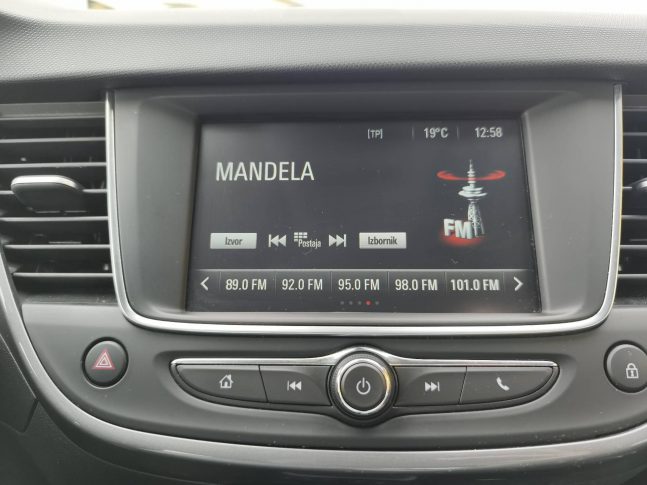 [TP] 19°C 12:58
MANDELA
FM
Izvor Postaja Izbornik
89.0 FM 92.0 FM 95.0 FM 98.0 FM 101.0 FM